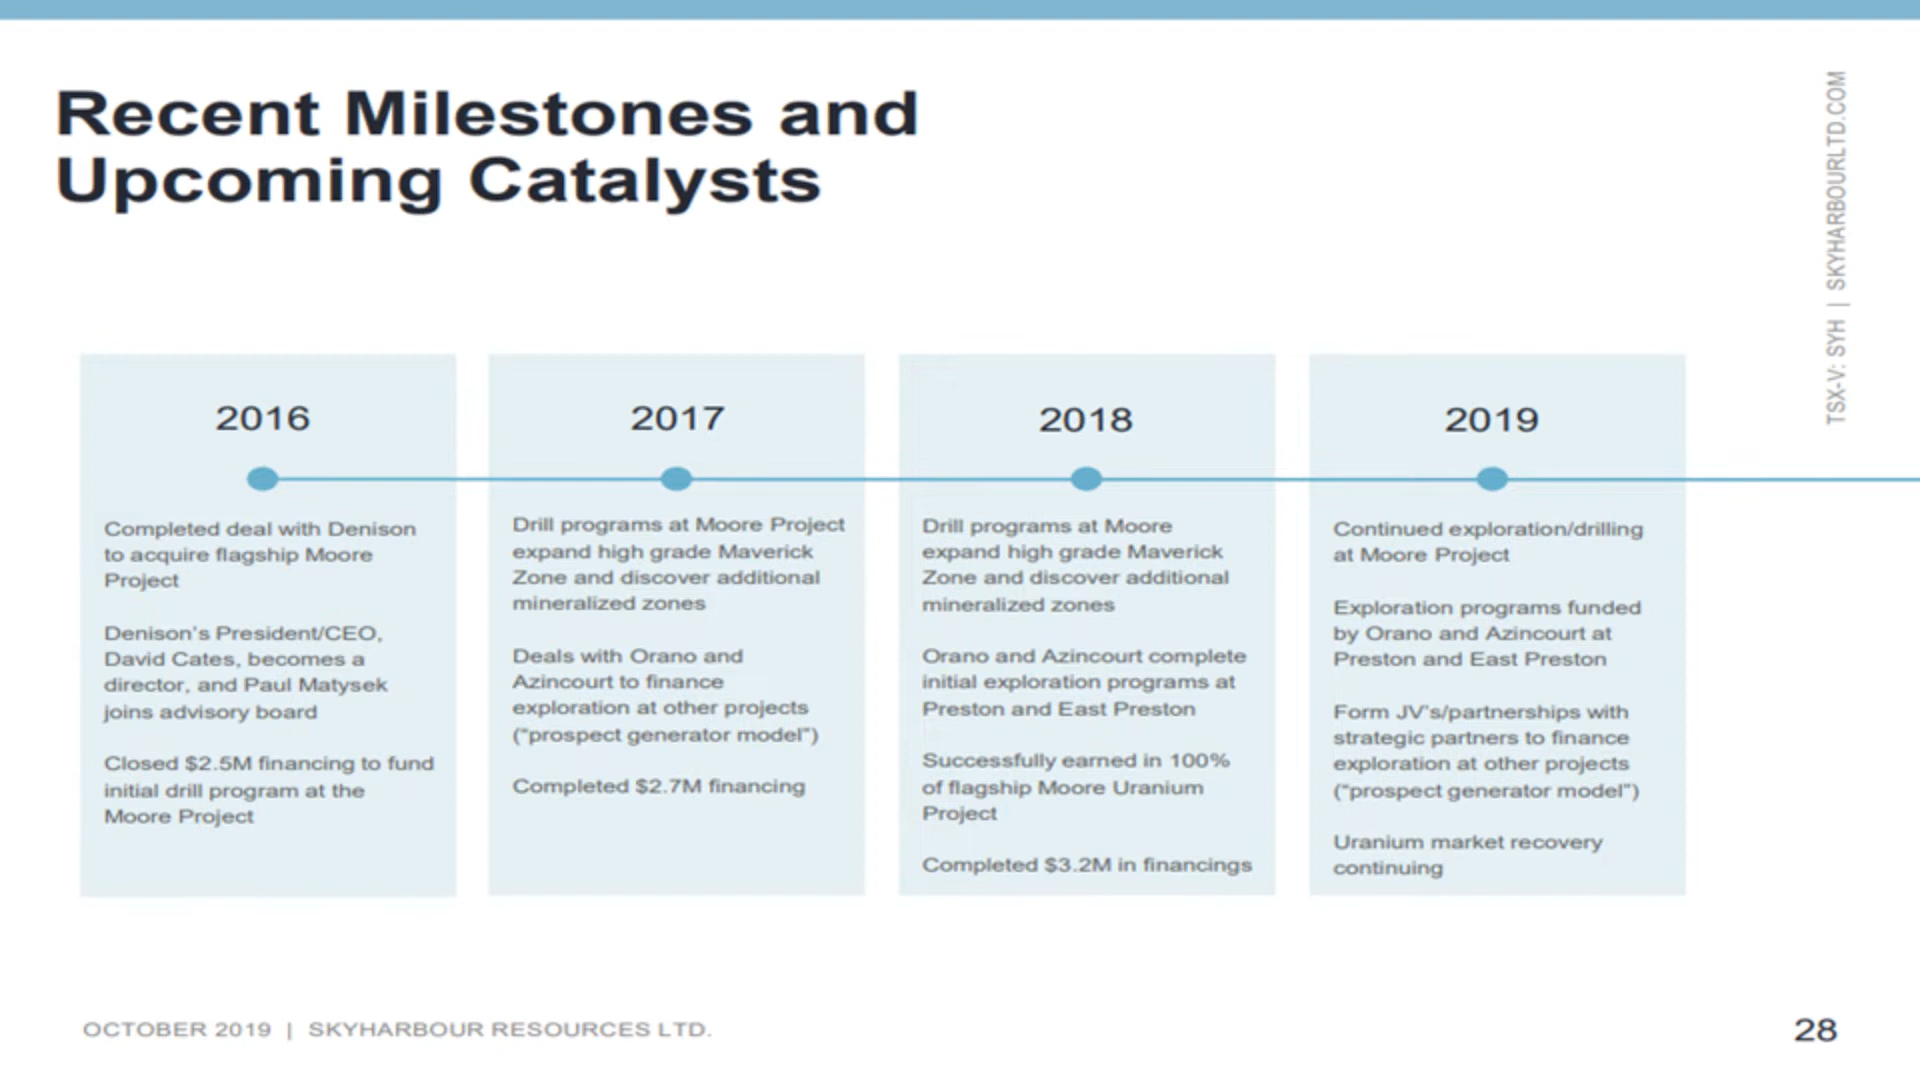 Recent Milestones and
Upcoming Catalysts
TSX-V: SYH | SKYHARBOURLTD.COM
2016
Completed deal with Denison
to acquire flagship Moore
Project
Denison's President/CEO,
David Cates, becomes a
director, and Paul Matysek
joins advisory board
Closed $2.5M financing to fund
initial drill program at the
Moore Project
2017
Drill programs at Moore Project
expand high grade Maverick
Zone and discover additional
mineralized zones
Deals with Orano and
Azincourt to finance
exploration at other projects
("prospect generator model")
Completed $2.7M financing
2018
Drill programs at Moore
expand high grade Maverick
Zone and discover additional
mineralized zones
Orano and Azincourt complete
initial exploration programs at
Preston and East Preston
Successfully earned in 100%
of flagship Moore Uranium
Project
Completed $3.2M in financings
2019
Continued exploration/drilling
at Moore Project
Exploration programs funded
by Orano and Azincourt at
Preston and East Preston
Form JV's/partnerships with
strategic partners to finance
exploration at other projects
("prospect generator model")
Uranium market recovery
continuing
OCTOBER 2019 | SKYHARBOUR RESOURCES LTD.
28